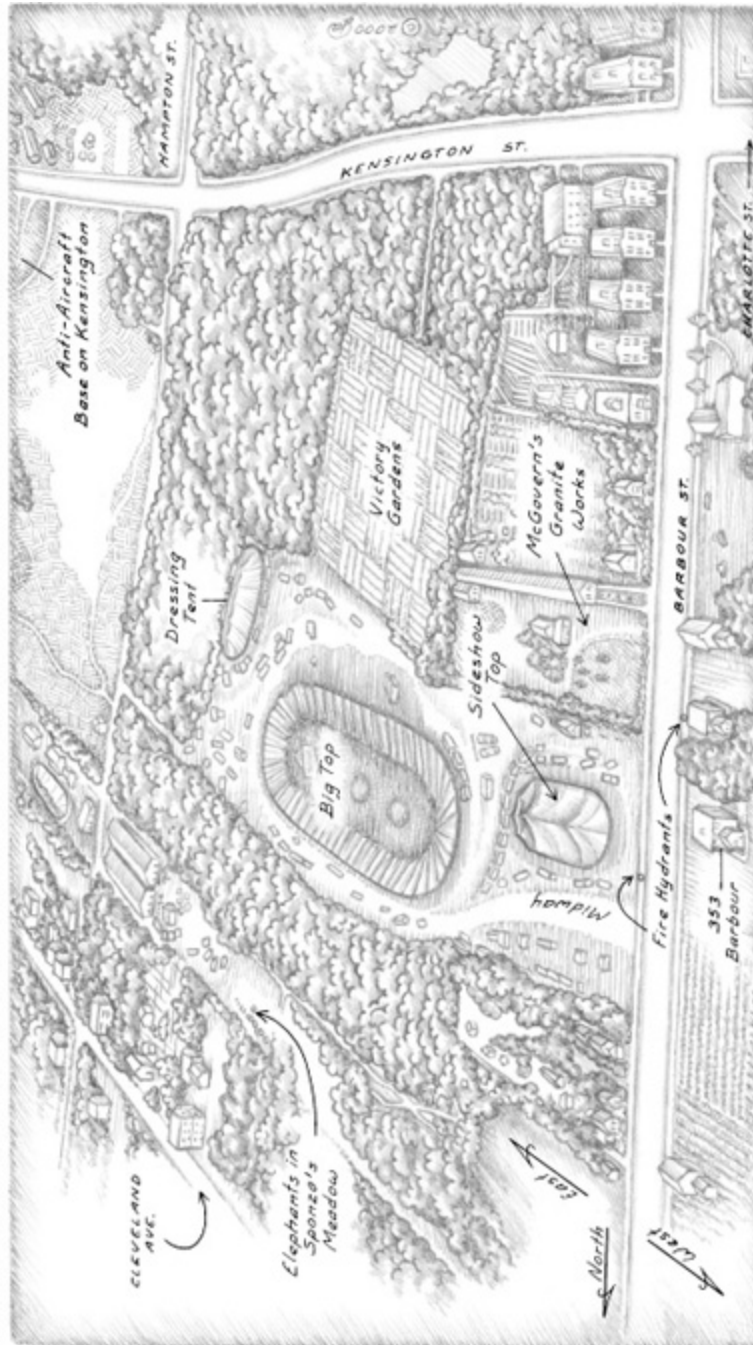 © 2000
HAMPTON ST.
KENSINGTON ST.
Anti-Aircraft
Base on Kensington
CHARLOTTE ST.
Victory
Gardens
McGovern's
Granite
Works
BARBOUR ST.
Dressing
Tent
Sideshow
Top
Big Top
Midway
Fire Hydrants
353
Barbour
CLEVELAND
AVE.
Elephants in
Sponzo's
Meadow
East
North
West